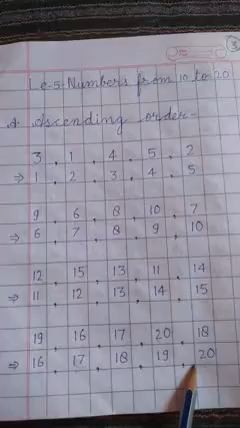 Le-5-Numbers from 10 to 20
Ascending order-
3, 1, 4, 5, 2
⇒ 1, 2, 3, 4, 5
9, 6, 8, 10, 7
⇒ 6, 7, 8, 9, 10
12, 15, 13, 11, 14
⇒ 11, 12, 13, 14, 15
19, 16, 17, 20, 18
⇒ 16, 17, 18, 19, 20